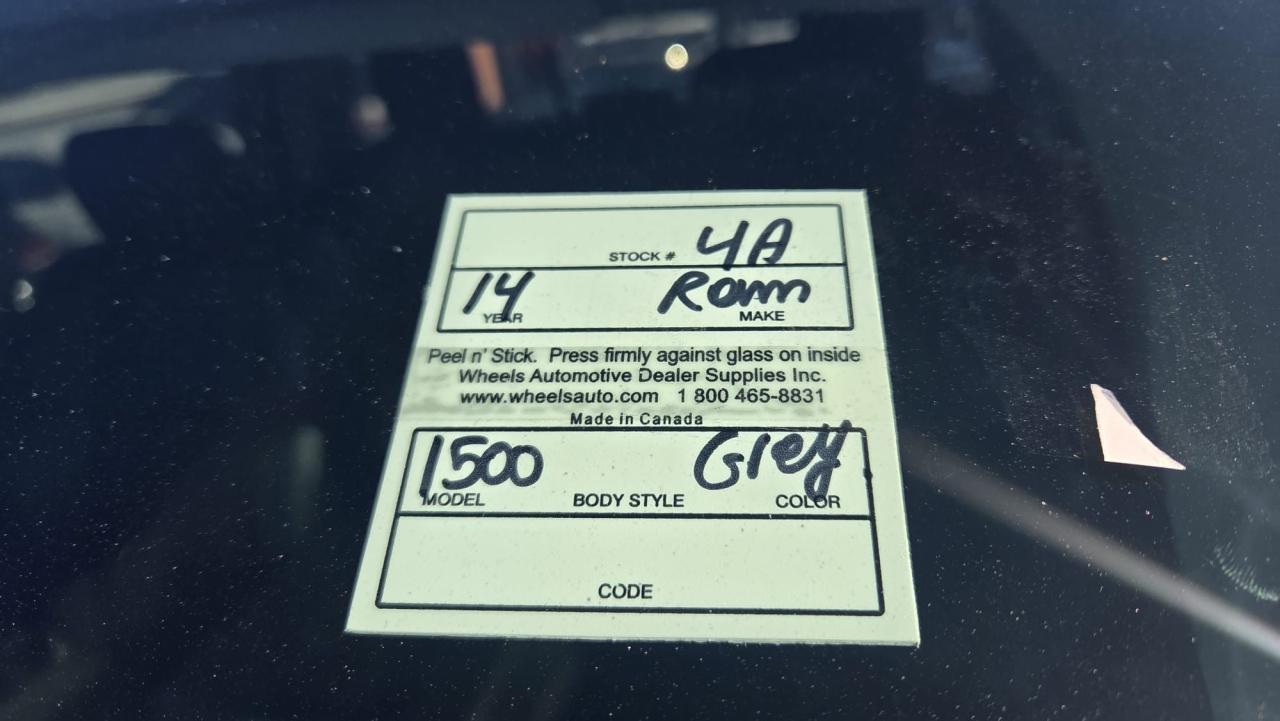 STOCK # 4A
14 Ram
YEAR MAKE
Peel n' Stick. Press firmly against glass on inside
Wheels Automotive Dealer Supplies Inc.
www.wheelsauto.com 1 800 465-8831
Made in Canada
1500 Grey
MODEL BODY STYLE COLOR
CODE